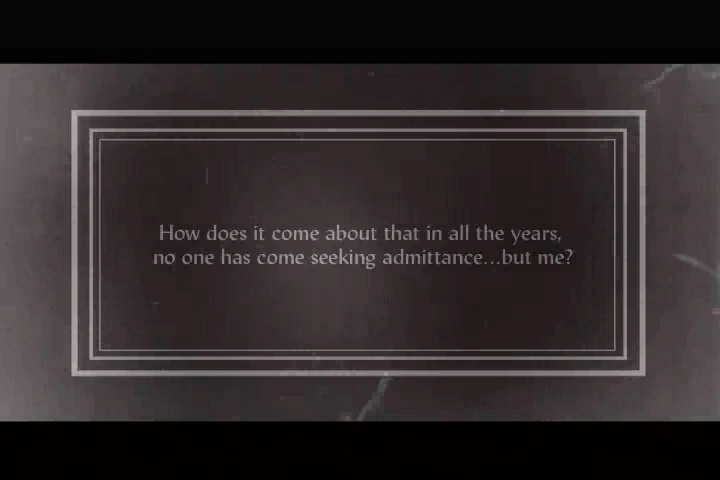 How does it come about that in all the years,
no one has come seeking admittance...but me?